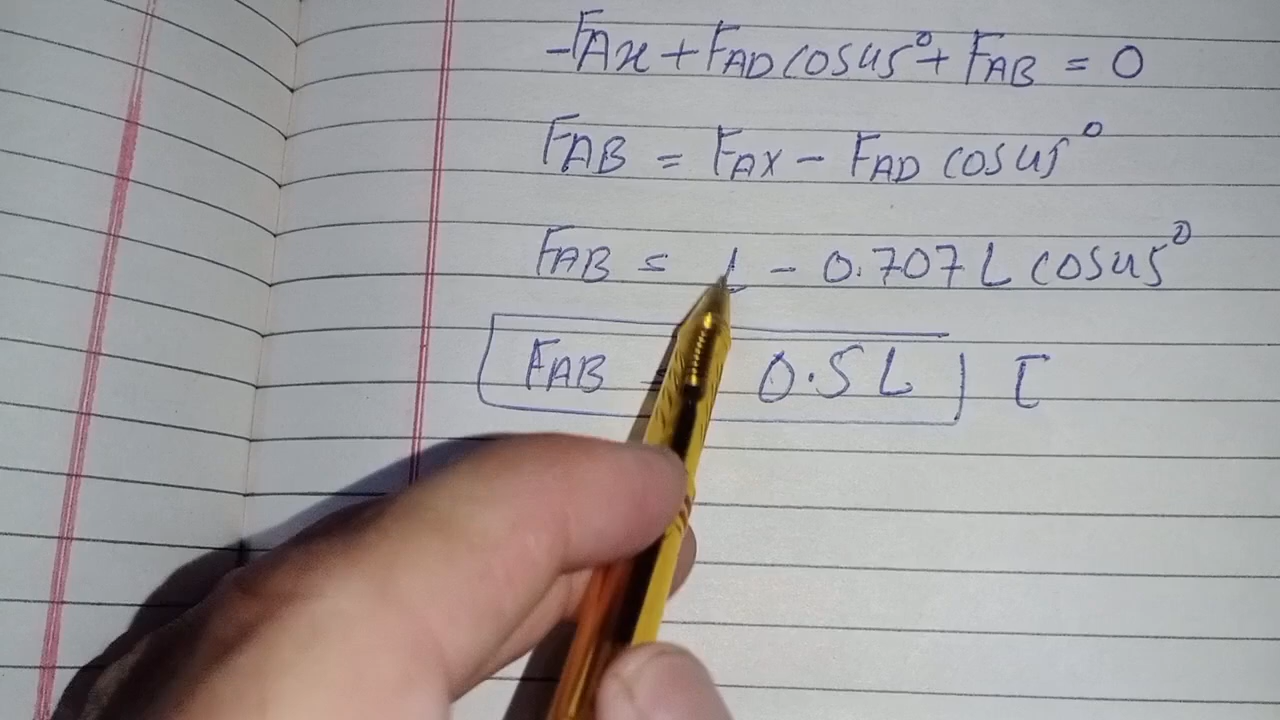 -FAx + FAD cos45° + FAB = 0
FAB = FAX - FAD cos45°
FAB = L - 0.707 L cos45°
FAB = 0.5 L [